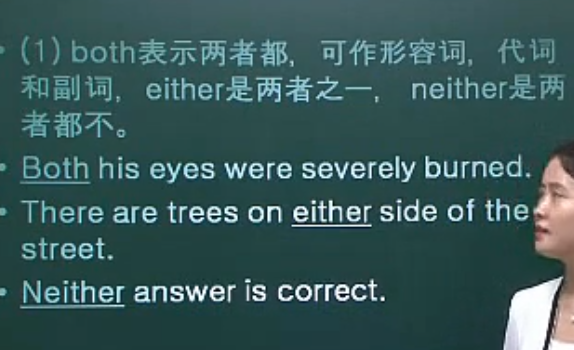 • (1) both表示两者都, 可作形容词, 代词
和副词, either是两者之一, neither是两
者都不。
• Both his eyes were severely burned.
• There are trees on either side of the
street.
• Neither answer is correct.